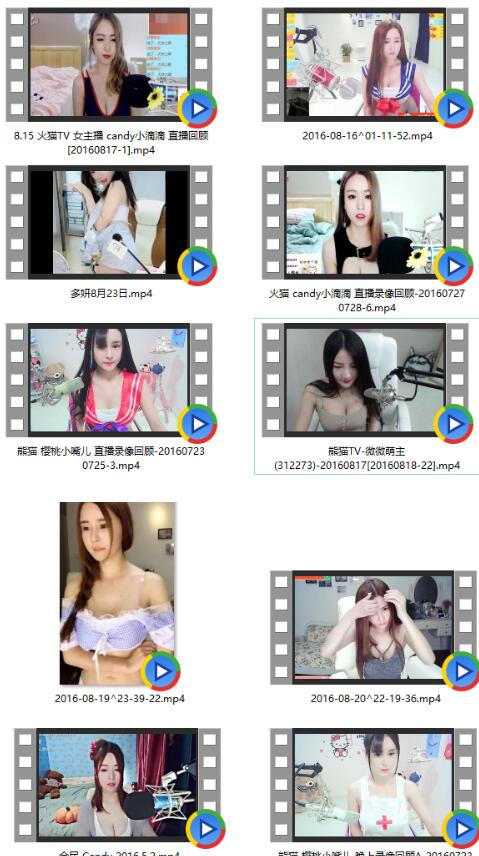 8.15 火猫TV 女主播 candy小滴滴 直播回顾
[20160817-1].mp4
2016-08-16^01-11-52.mp4
多妍8月23日.mp4
火猫 candy小滴滴 直播录像回顾-20160727
0728-6.mp4
熊猫 樱桃小嘴儿 直播录像回顾-20160723
0725-3.mp4
熊猫TV-微微萌主
(312273)-20160817[20160818-22].mp4
2016-08-19^23-39-22.mp4
2016-08-20^22-19-36.mp4
全民 Candy 2016.5.2.mp4
熊猫 樱桃小嘴儿 晚上录像回顾A-20160723